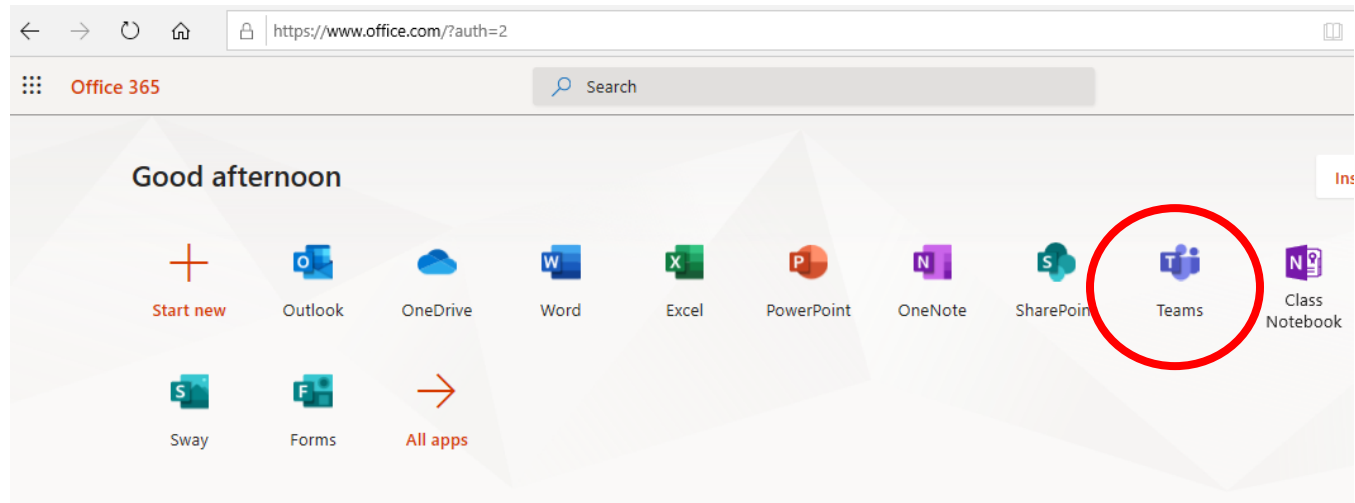 https://www.office.com/?auth=2
Office 365
Search
Good afternoon
Ins
Start new
Outlook
OneDrive
Word
Excel
PowerPoint
OneNote
SharePoin
Teams
Class
Notebook
Sway
Forms
All apps